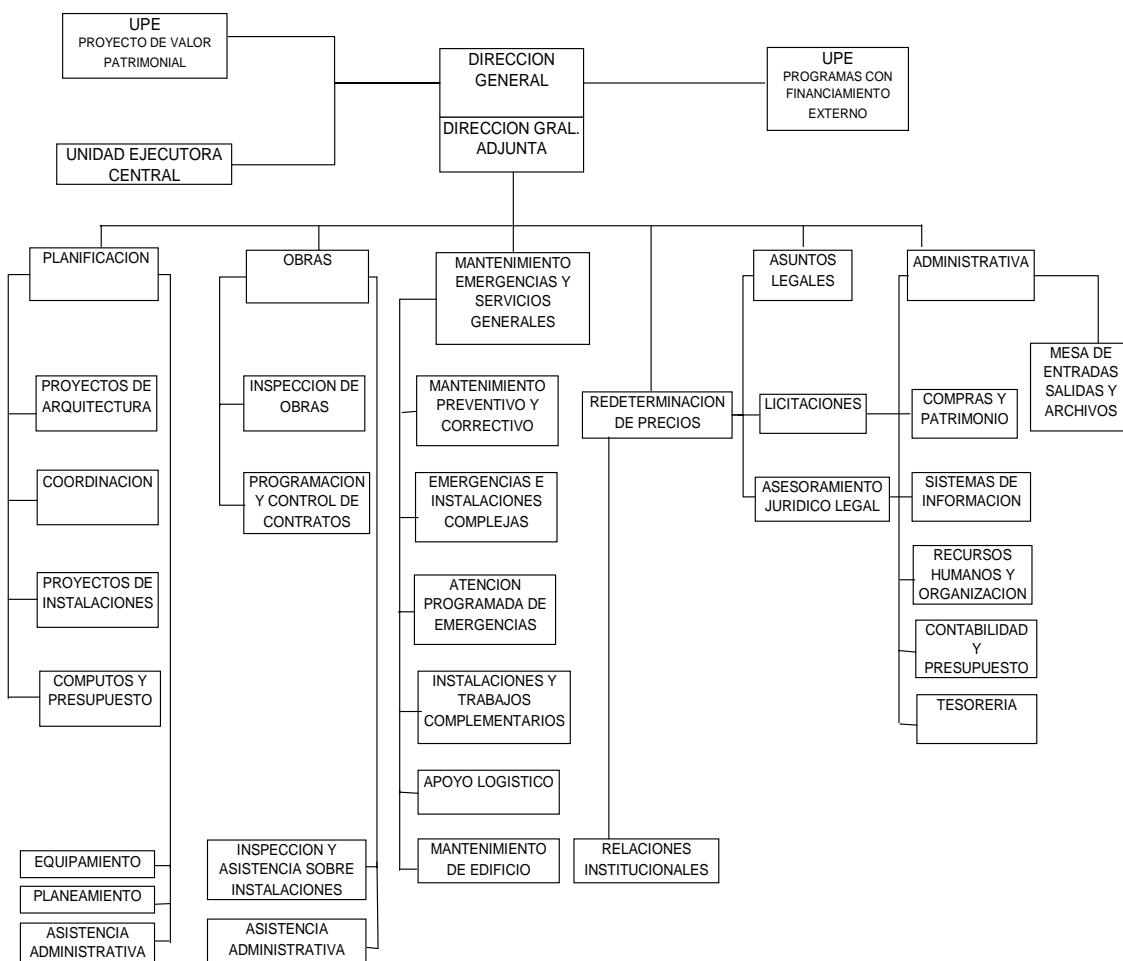 UPE
PROYECTO DE VALOR
PATRIMONIAL
DIRECCION
GENERAL
DIRECCION GRAL.
ADJUNTA
UPE
PROGRAMAS CON
FINANCIAMIENTO
EXTERNO
UNIDAD EJECUTORA
CENTRAL
PLANIFICACION
OBRAS
MANTENIMIENTO
EMERGENCIAS Y
SERVICIOS
GENERALES
ASUNTOS
LEGALES
ADMINISTRATIVA
MESA DE
ENTRADAS
SALIDAS Y
ARCHIVOS
PROYECTOS DE
ARQUITECTURA
INSPECCION DE
OBRAS
MANTENIMIENTO
PREVENTIVO Y
CORRECTIVO
REDETERMINACION
DE PRECIOS
LICITACIONES
COMPRAS Y
PATRIMONIO
COORDINACION
PROGRAMACION
Y CONTROL DE
CONTRATOS
EMERGENCIAS E
INSTALACIONES
COMPLEJAS
ASESORAMIENTO
JURIDICO LEGAL
SISTEMAS DE
INFORMACION
PROYECTOS DE
INSTALACIONES
ATENCION
PROGRAMADA DE
EMERGENCIAS
RECURSOS
HUMANOS Y
ORGANIZACION
COMPUTOS Y
PRESUPUESTO
INSTALACIONES Y
TRABAJOS
COMPLEMENTARIOS
CONTABILIDAD
Y
PRESUPUESTO
TESORERIA
APOYO LOGISTICO
EQUIPAMIENTO
PLANEAMIENTO
ASISTENCIA
ADMINISTRATIVA
INSPECCION Y
ASISTENCIA SOBRE
INSTALACIONES
ASISTENCIA
ADMINISTRATIVA
MANTENIMIENTO
DE EDIFICIO
RELACIONES
INSTITUCIONALES